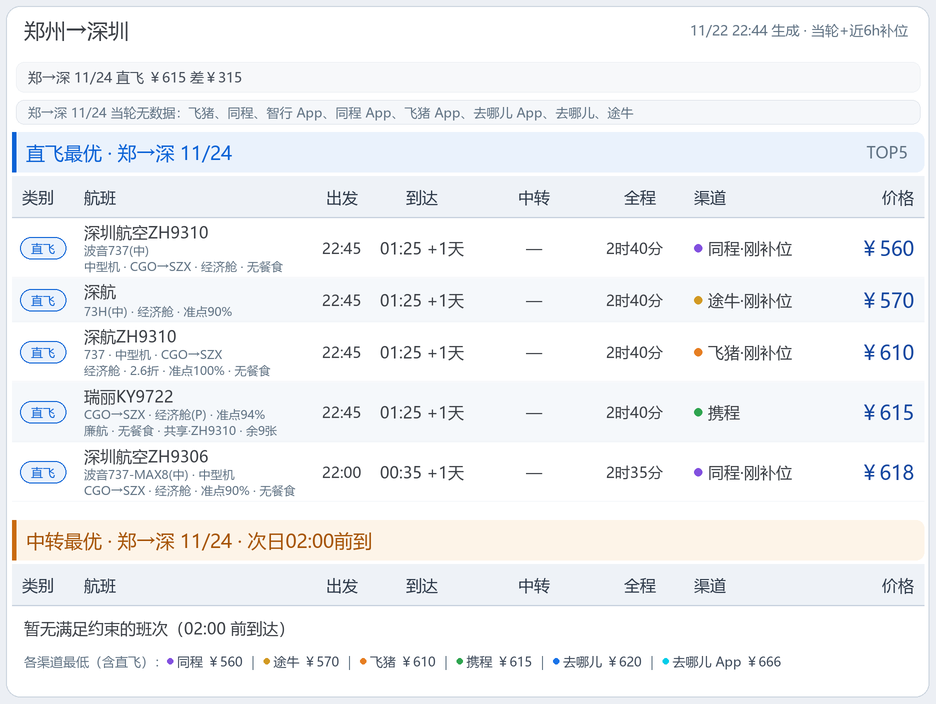 郑州→深圳
11/22 22:44 生成 · 当轮+近6h补位
郑→深 11/24 直飞 ￥615 差￥315
郑→深 11/24 当轮无数据：飞猪、同程、智行 App、同程 App、飞猪 App、去哪儿 App、去哪儿、途牛
直飞最优 · 郑→深 11/24 TOP5
类别 航班 出发 到达 中转 全程 渠道 价格
深圳航空ZH9310
波音737(中)
直飞 22:45 01:25 +1天 — 2时40分 同程·刚补位 ￥560
中型机 · CGO→SZX · 经济舱 · 无餐食
深航
直飞 22:45 01:25 +1天 — 2时40分 途牛·刚补位 ￥570
73H(中) · 经济舱 · 准点90%
深航ZH9310
737 · 中型机 · CGO→SZX
直飞 22:45 01:25 +1天 — 2时40分 飞猪·刚补位 ￥610
经济舱 · 2.6折 · 准点100% · 无餐食
瑞丽KY9722
CGO→SZX · 经济舱(P) · 准点94%
直飞 22:45 01:25 +1天 — 2时40分 携程 ￥615
廉航 · 无餐食 · 共享·ZH9310 · 余9张
深圳航空ZH9306
波音737-MAX8(中) · 中型机
直飞 22:00 00:35 +1天 — 2时35分 同程·刚补位 ￥618
CGO→SZX · 经济舱 · 准点90% · 无餐食
中转最优 · 郑→深 11/24 · 次日02:00前到
类别 航班 出发 到达 中转 全程 渠道 价格
暂无满足约束的班次（02:00 前到达）
各渠道最低（含直飞）: 同程 ￥560 | 途牛 ￥570 | 飞猪 ￥610 | 携程 ￥615 | 去哪儿 ￥620 | 去哪儿 App ￥666